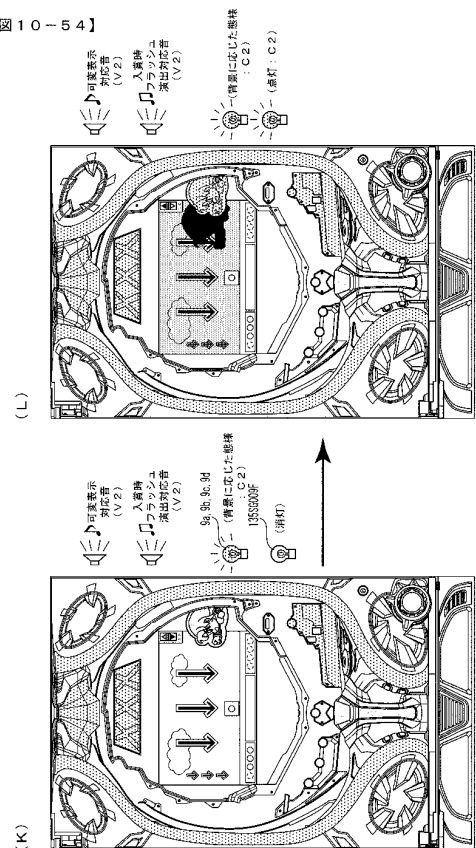 【図10-54】
(K)
可変表示
対応音
(V2)
入賞時
フラッシュ
演出対応音
(V2)
9a, 9b, 9c, 9d
(背景に応じた態様
:C2)
135SG009F
(消灯)
(L)
可変表示
対応音
(V2)
入賞時
フラッシュ
演出対応音
(V2)
(背景に応じた態様
:C2)
(点灯:C2)